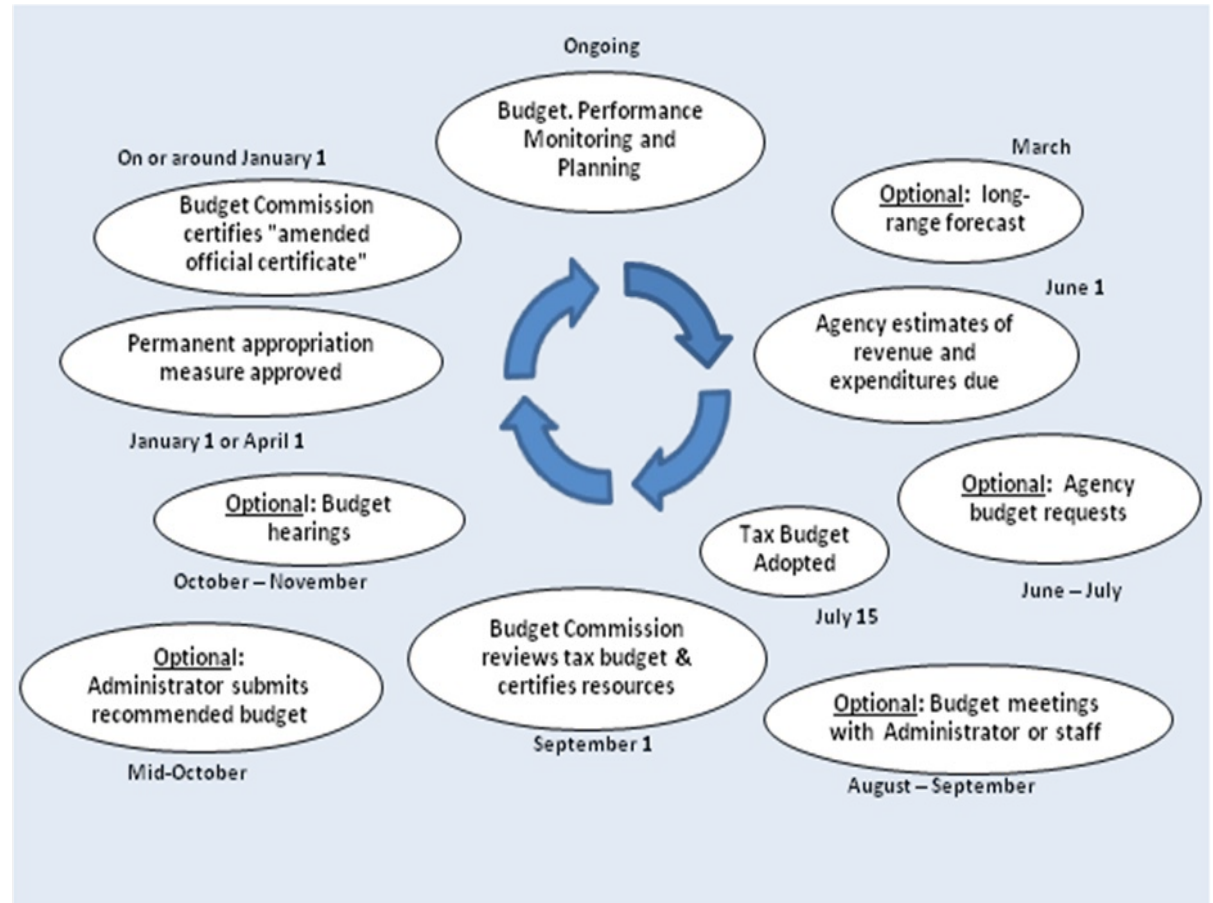 Ongoing
Budget. Performance
Monitoring and
Planning
March
Optional: long-
range forecast
June 1
Agency estimates of
revenue and
expenditures due
Optional: Agency
budget requests
June – July
Tax Budget
Adopted
July 15
Optional: Budget meetings
with Administrator or staff
August – September
Budget Commission
reviews tax budget &
certifies resources
September 1
Optional:
Administrator submits
recommended budget
Mid-October
Optional: Budget
hearings
October – November
Permanent appropriation
measure approved
January 1 or April 1
On or around January 1
Budget Commission
certifies "amended
official certificate"